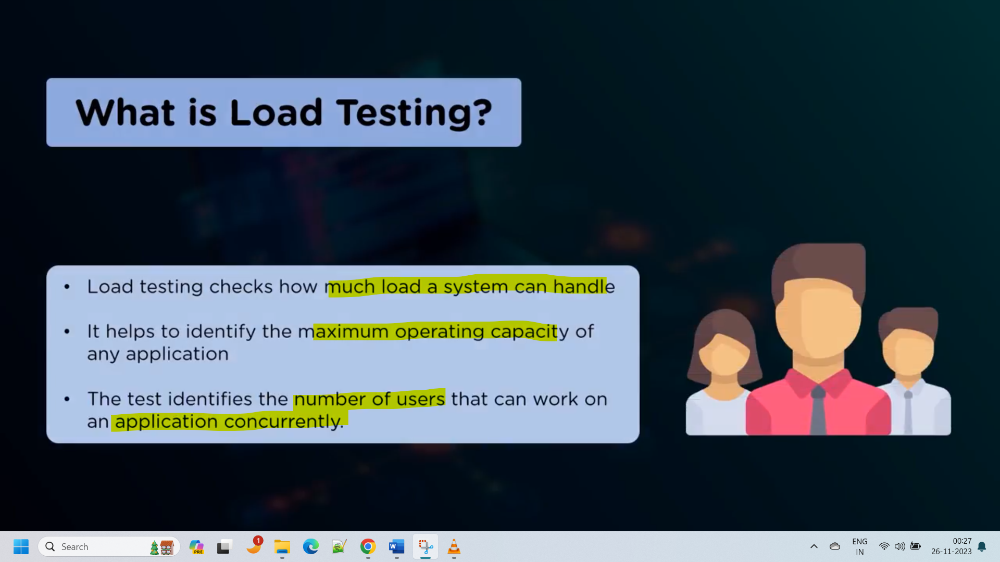 What is Load Testing?
• Load testing checks how much load a system can handle
• It helps to identify the maximum operating capacity of
any application
• The test identifies the number of users that can work on
an application concurrently.
Search
PRE
1
W
ENG
IN
00:27
26-11-2023